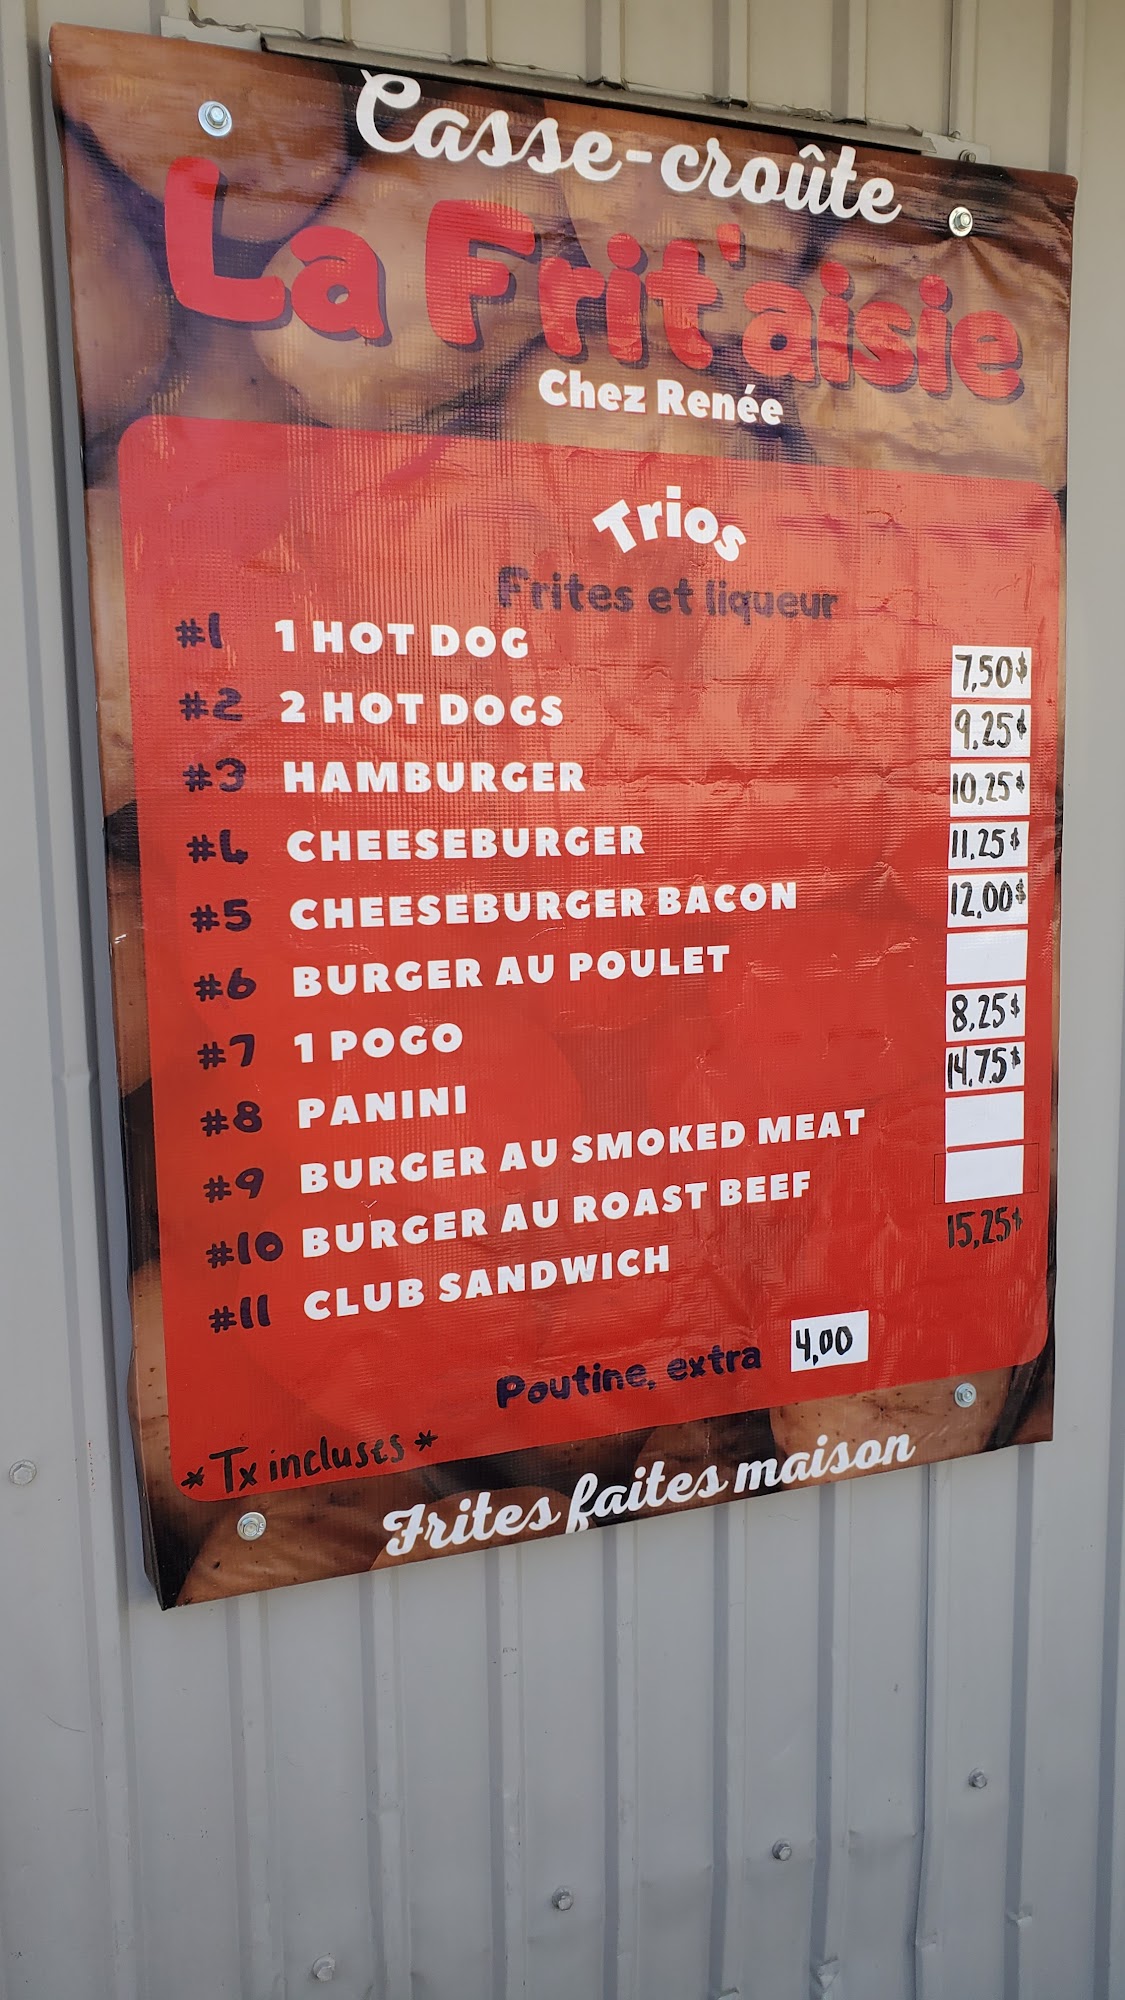 Casse-croûte
La Frit'aisie
Chez Renée
Trios
Frites et liqueur
#1 1 HOT DOG 7,50$
#2 2 HOT DOGS 9,25$
#3 HAMBURGER 10,25$
#4 CHEESEBURGER 11,25$
#5 CHEESEBURGER BACON 12,00$
#6 BURGER AU POULET
#7 1 POGO 8,25$
#8 PANINI 14,75$
#9 BURGER AU SMOKED MEAT
#10 BURGER AU ROAST BEEF
#11 CLUB SANDWICH 15,25$
Poutine, extra 4,00
* Tx incluses *
Frites faites maison